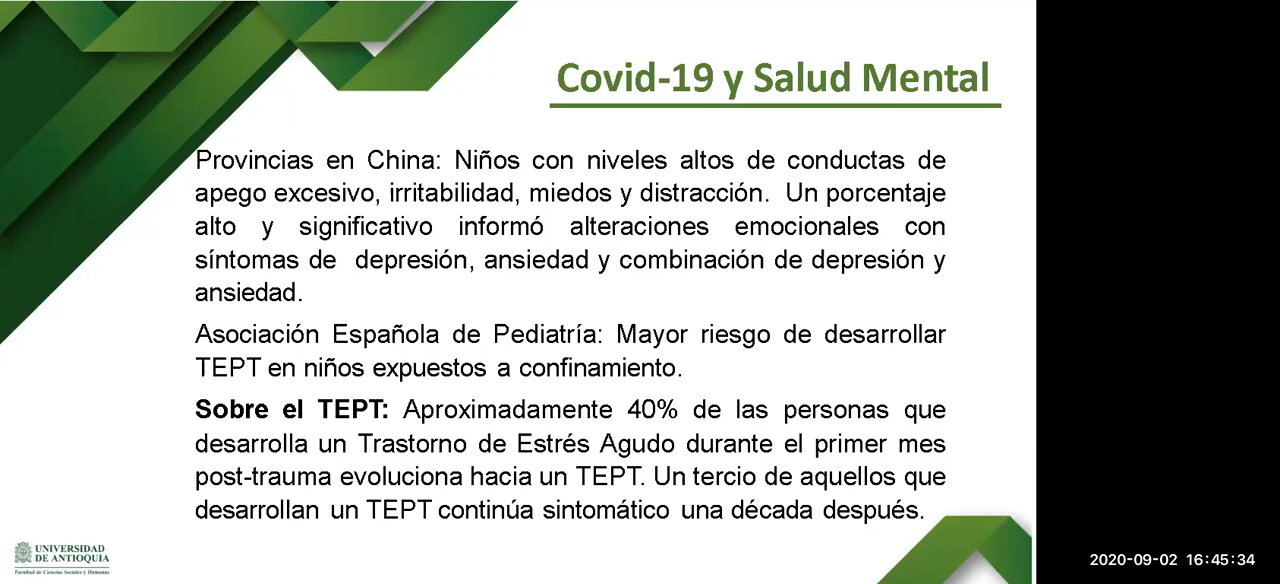 Covid-19 y Salud Mental
Provincias en China: Niños con niveles altos de conductas de
apego excesivo, irritabilidad, miedos y distracción. Un porcentaje
alto y significativo informó alteraciones emocionales con
síntomas de depresión, ansiedad y combinación de depresión y
ansiedad.
Asociación Española de Pediatría: Mayor riesgo de desarrollar
TEPT en niños expuestos a confinamiento.
Sobre el TEPT: Aproximadamente 40% de las personas que
desarrolla un Trastorno de Estrés Agudo durante el primer mes
post-trauma evoluciona hacia un TEPT. Un tercio de aquellos que
desarrollan un TEPT continúa sintomático una década después.
UNIVERSIDAD
DE ANTIOQUIA
Facultad de Ciencias Sociales y Humanas
2020-09-02 16:45:34